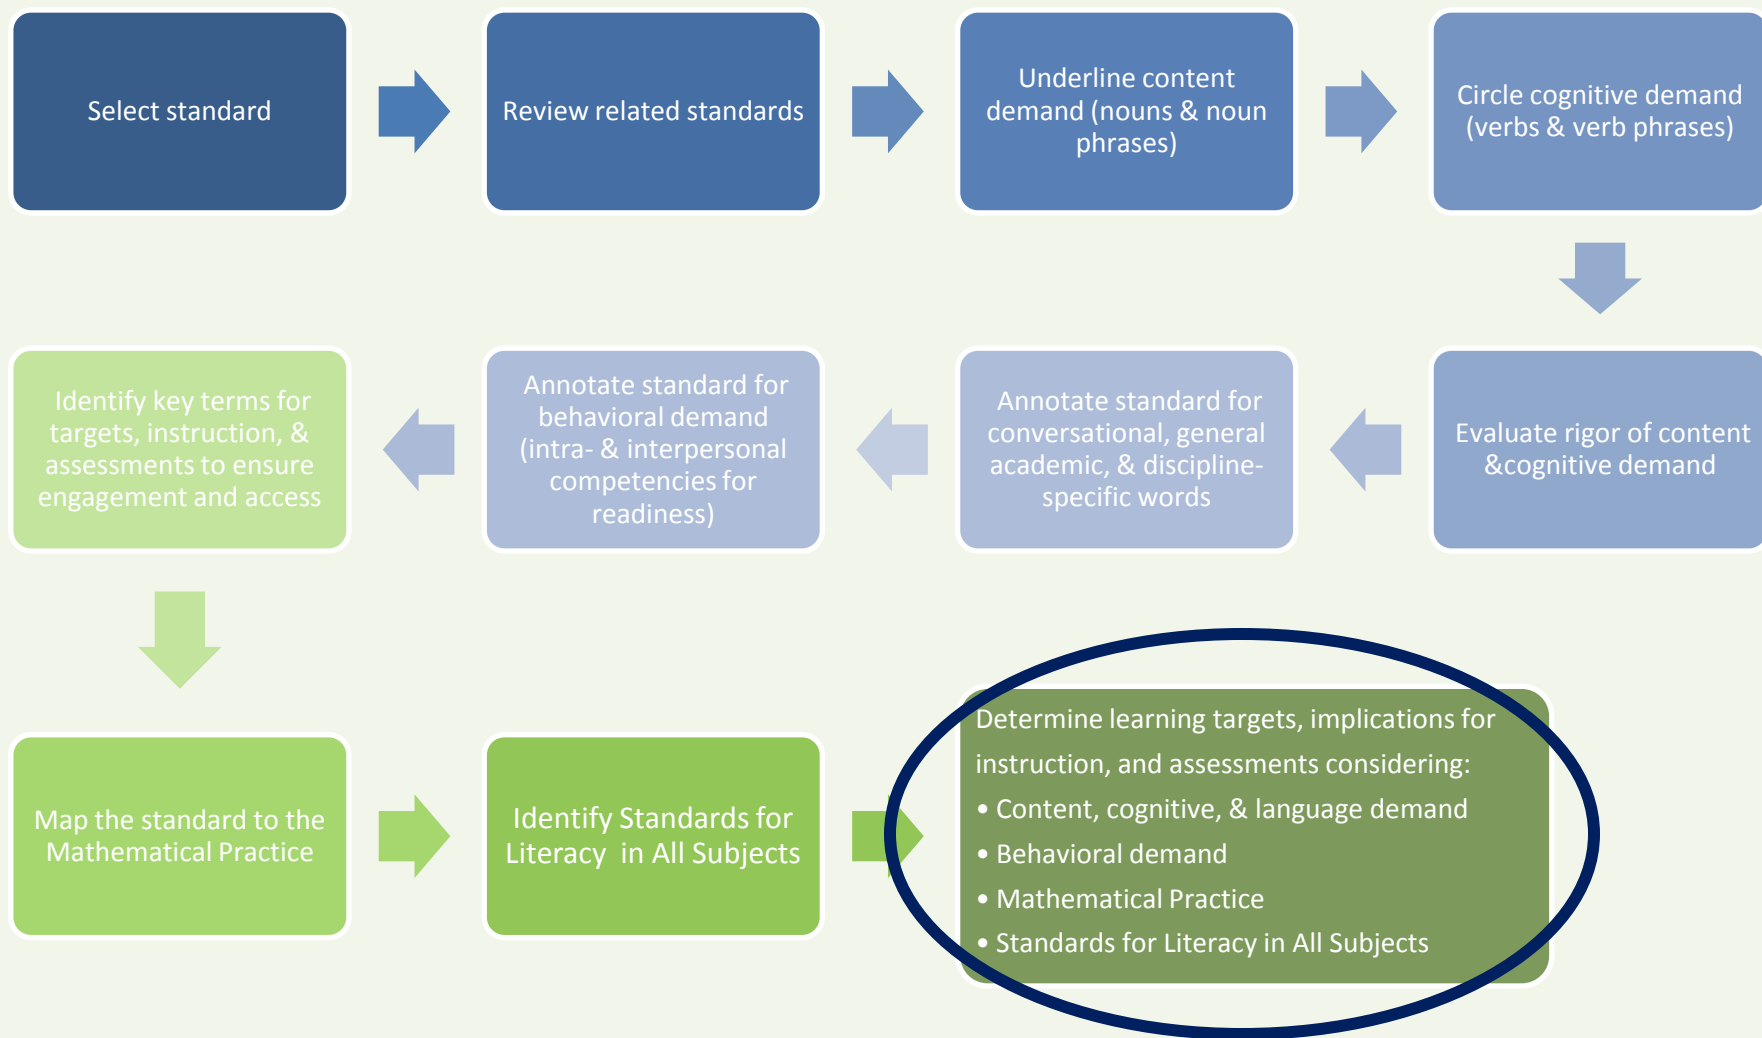 Select standard
Review related standards
Underline content
demand (nouns & noun
phrases)
Circle cognitive demand
(verbs & verb phrases)
Evaluate rigor of content
&cognitive demand
Annotate standard for
conversational, general
academic, & discipline-
specific words
Annotate standard for
behavioral demand
(intra- & interpersonal
competencies for
readiness)
Identify key terms for
targets, instruction, &
assessments to ensure
engagement and access
Map the standard to the
Mathematical Practice
Identify Standards for
Literacy in All Subjects
Determine learning targets, implications for
instruction, and assessments considering:
• Content, cognitive, & language demand
• Behavioral demand
• Mathematical Practice
• Standards for Literacy in All Subjects